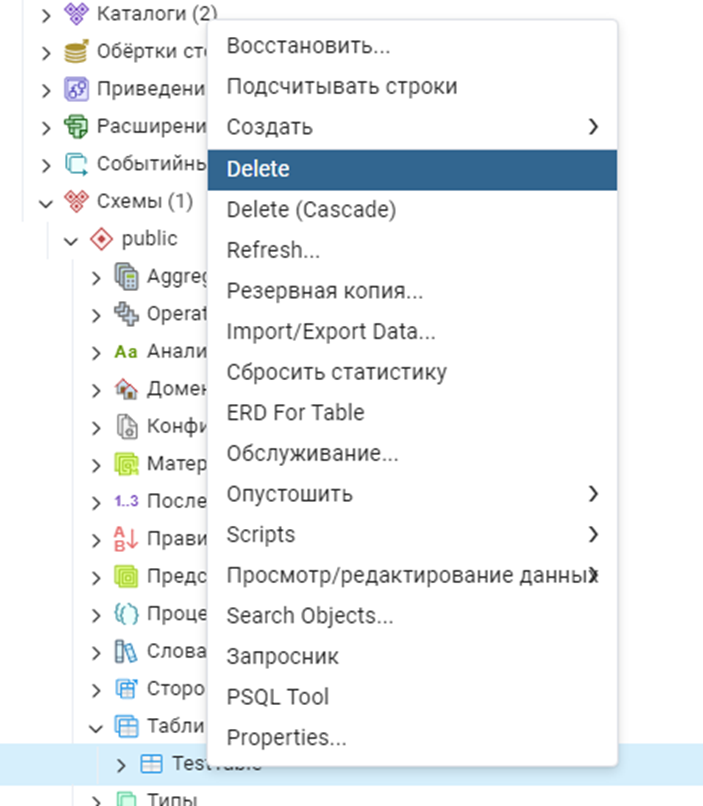 Каталоги (2)
Обёртки ст
Приведени
Расширени
Событийнь
Схемы (1)
public
Aggreg
Operat
Анали
Домен
Конфи
Матер
1..3 После
Прави
Предс
Проце
Слова
Сторо
Табли
TestTable
Типы
Aa
Восстановить...
Подсчитывать строки
Создать
Delete
Delete (Cascade)
Refresh...
Резервная копия...
Import/Export Data...
Сбросить статистику
ERD For Table
Обслуживание...
Опустошить
Scripts
Просмотр/редактирование данных
Search Objects...
Запросник
PSQL Tool
Properties...